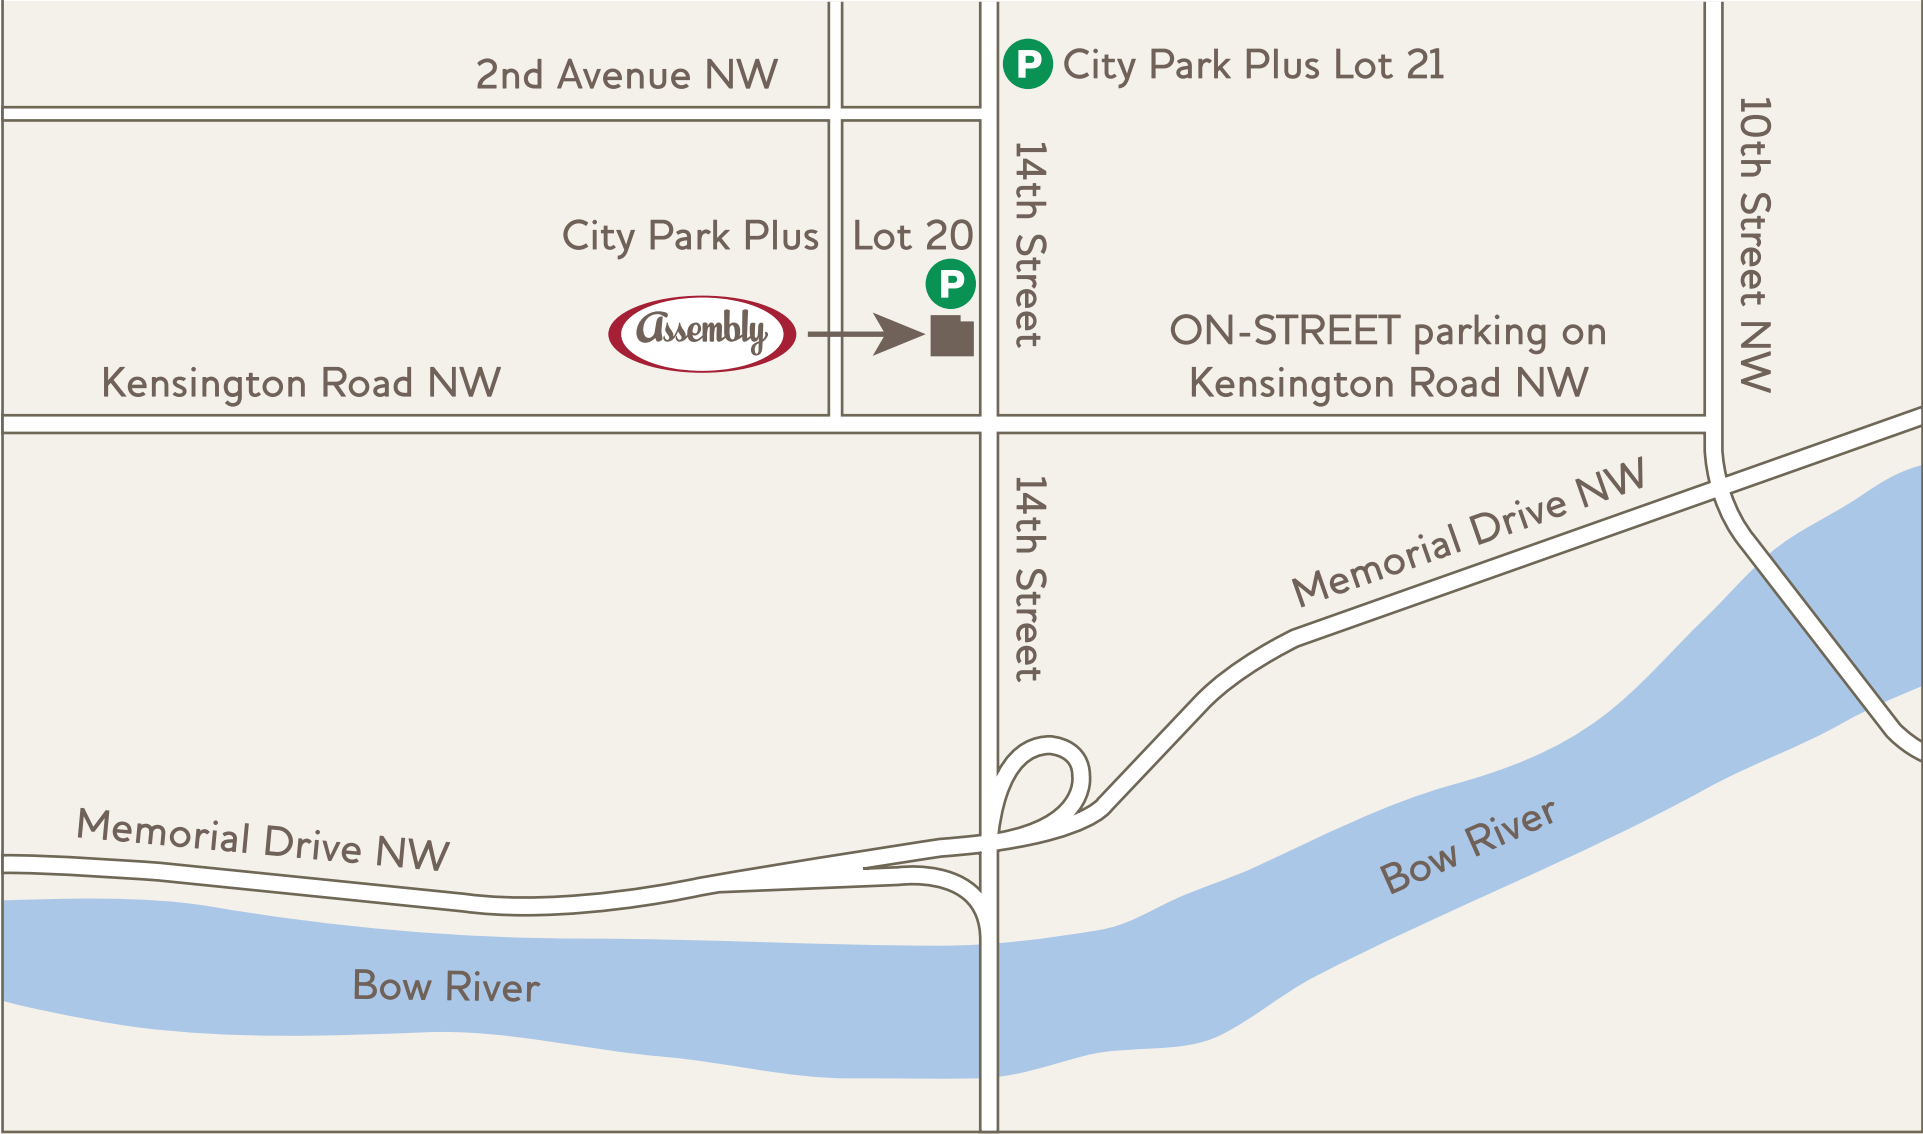 2nd Avenue NW
P City Park Plus Lot 21
10th Street NW
14th Street
City Park Plus Lot 20
P
Assembly
ON-STREET parking on
Kensington Road NW
Kensington Road NW
14th Street
Memorial Drive NW
Memorial Drive NW
Bow River
Bow River